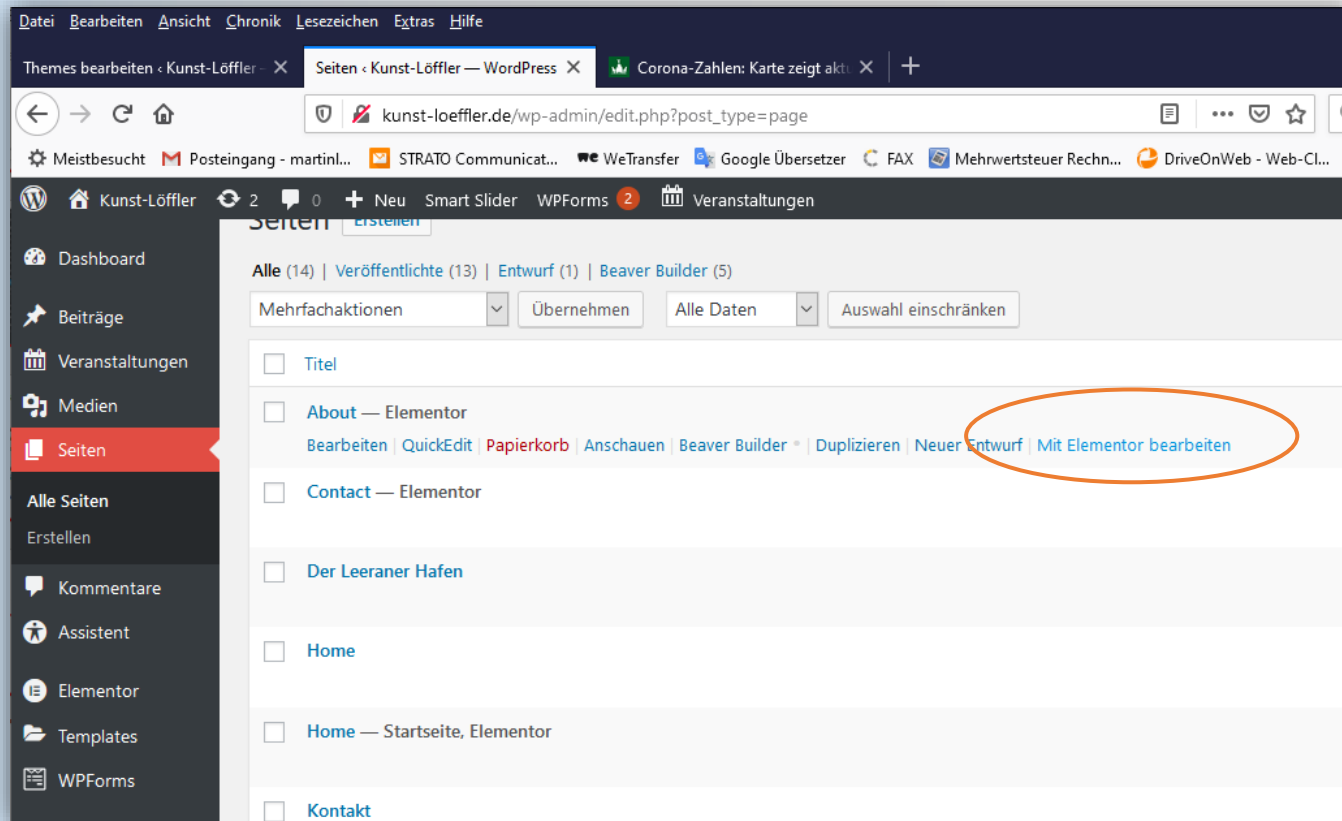 Datei Bearbeiten Ansicht Chronik Lesezeichen Extras Hilfe
Themes bearbeiten ‹ Kunst-Löffler – Seiten ‹ Kunst-Löffler — WordPress Corona-Zahlen: Karte zeigt aktu
kunst-loeffler.de/wp-admin/edit.php?post_type=page
Meistbesucht Posteingang - martinl... STRATO Communicat... we WeTransfer Google Übersetzer FAX Mehrwertsteuer Rechn... DriveOnWeb - Web-Cl...
Kunst-Löffler 2 0 Neu Smart Slider WPForms 2 Veranstaltungen
Seiten Erstellen
Dashboard
Alle (14) | Veröffentlichte (13) | Entwurf (1) | Beaver Builder (5)
Mehrfachaktionen Übernehmen Alle Daten Auswahl einschränken
Beiträge
Veranstaltungen
Titel
Medien
About — Elementor
Seiten
Bearbeiten | QuickEdit | Papierkorb | Anschauen | Beaver Builder • | Duplizieren | Neuer Entwurf | Mit Elementor bearbeiten
Alle Seiten
Contact — Elementor
Erstellen
Der Leeraner Hafen
Kommentare
Assistent
Home
Elementor
Templates
Home — Startseite, Elementor
WPForms
Kontakt